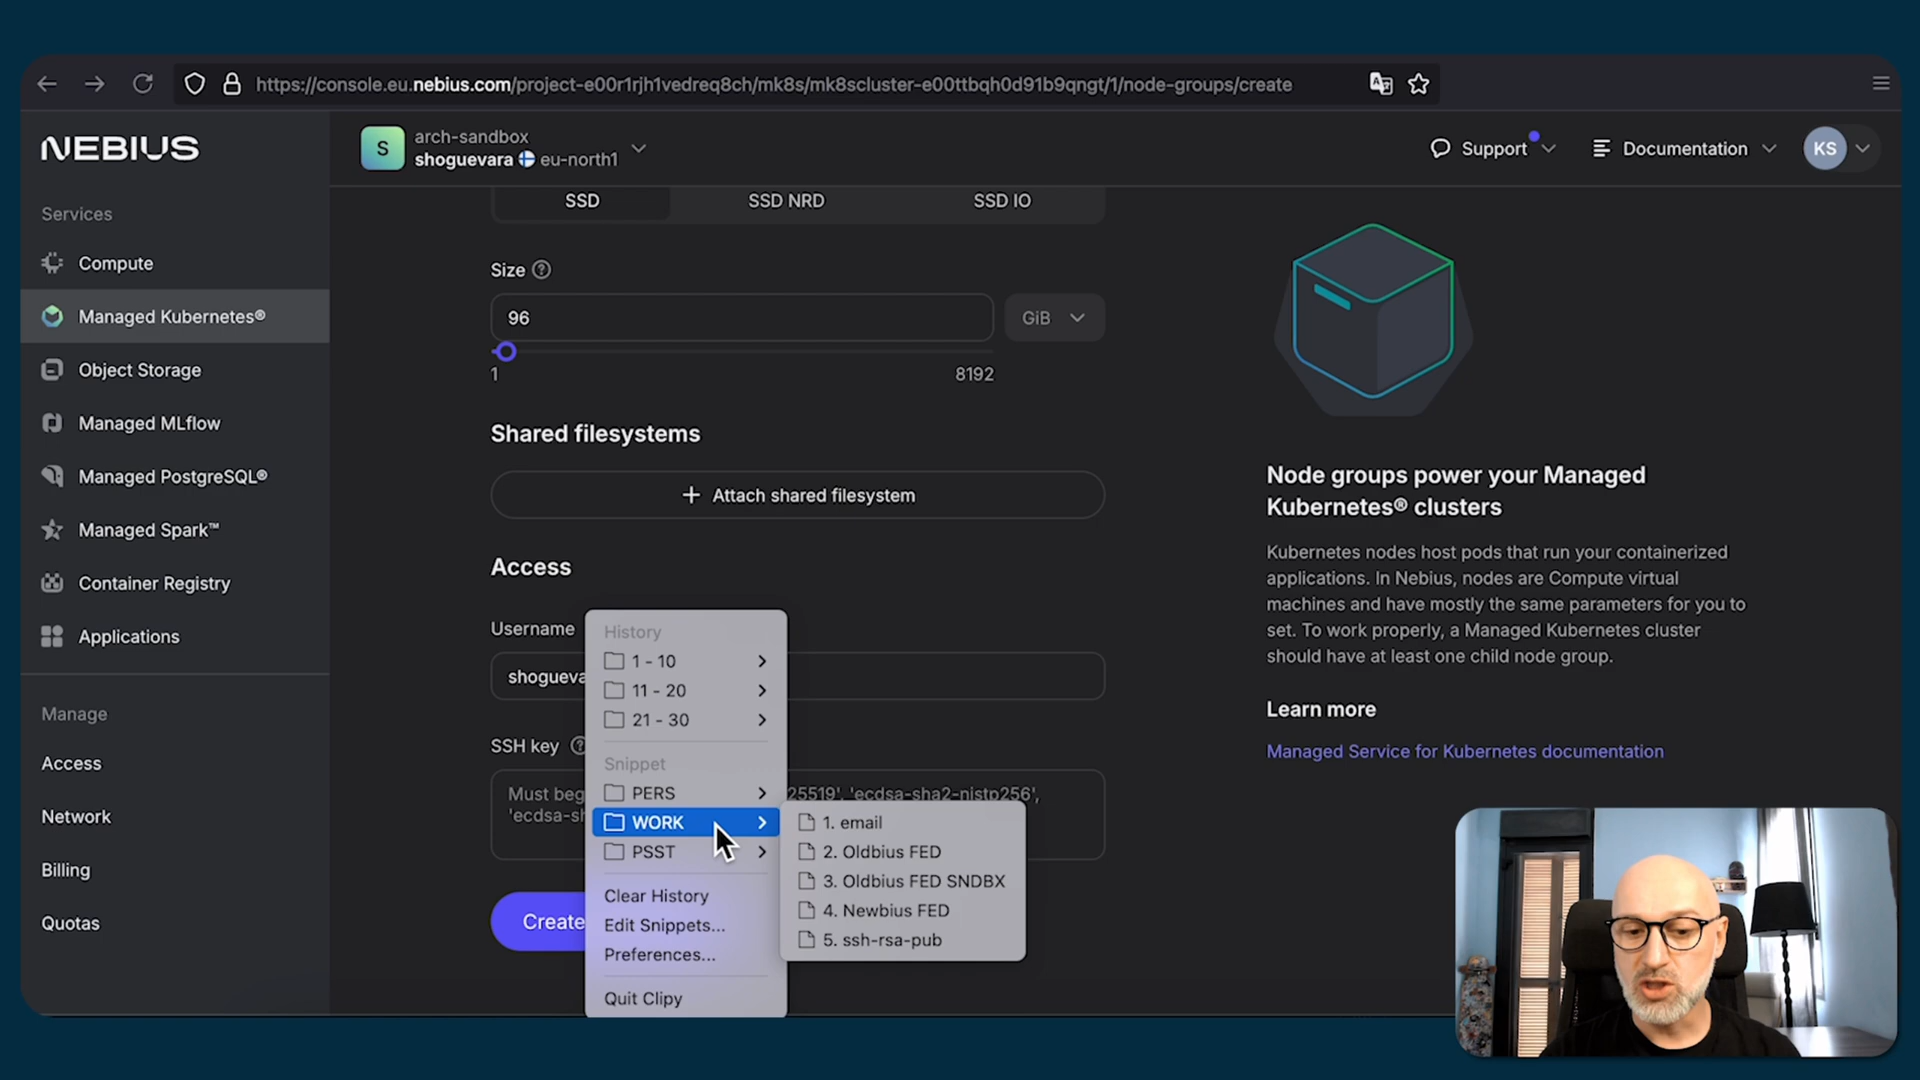 https://console.eu.nebius.com/project-e00r1rjh1vedreq8ch/mk8s/mk8scluster-e00ttbqh0d91b9qngt/1/node-groups/create
NEBIUS
S
arch-sandbox
shoguevara eu-north1
Support
Documentation
KS
Services
Compute
Managed Kubernetes®
Object Storage
Managed MLflow
Managed PostgreSQL®
Managed Spark™
Container Registry
Applications
Manage
Access
Network
Billing
Quotas
SSD
SSD NRD
SSD IO
Size
96
GiB
1
8192
Shared filesystems
+ Attach shared filesystem
Access
Username
shogueva
SSH key
Must beg
25519', 'ecdsa-sha2-nistp256',
'ecdsa-sh
Create
History
1 - 10
11 - 20
21 - 30
Snippet
PERS
WORK
PSST
Clear History
Edit Snippets...
Preferences...
Quit Clipy
1. email
2. Oldbius FED
3. Oldbius FED SNDBX
4. Newbius FED
5. ssh-rsa-pub
Node groups power your Managed
Kubernetes® clusters
Kubernetes nodes host pods that run your containerized
applications. In Nebius, nodes are Compute virtual
machines and have mostly the same parameters for you to
set. To work properly, a Managed Kubernetes cluster
should have at least one child node group.
Learn more
Managed Service for Kubernetes documentation